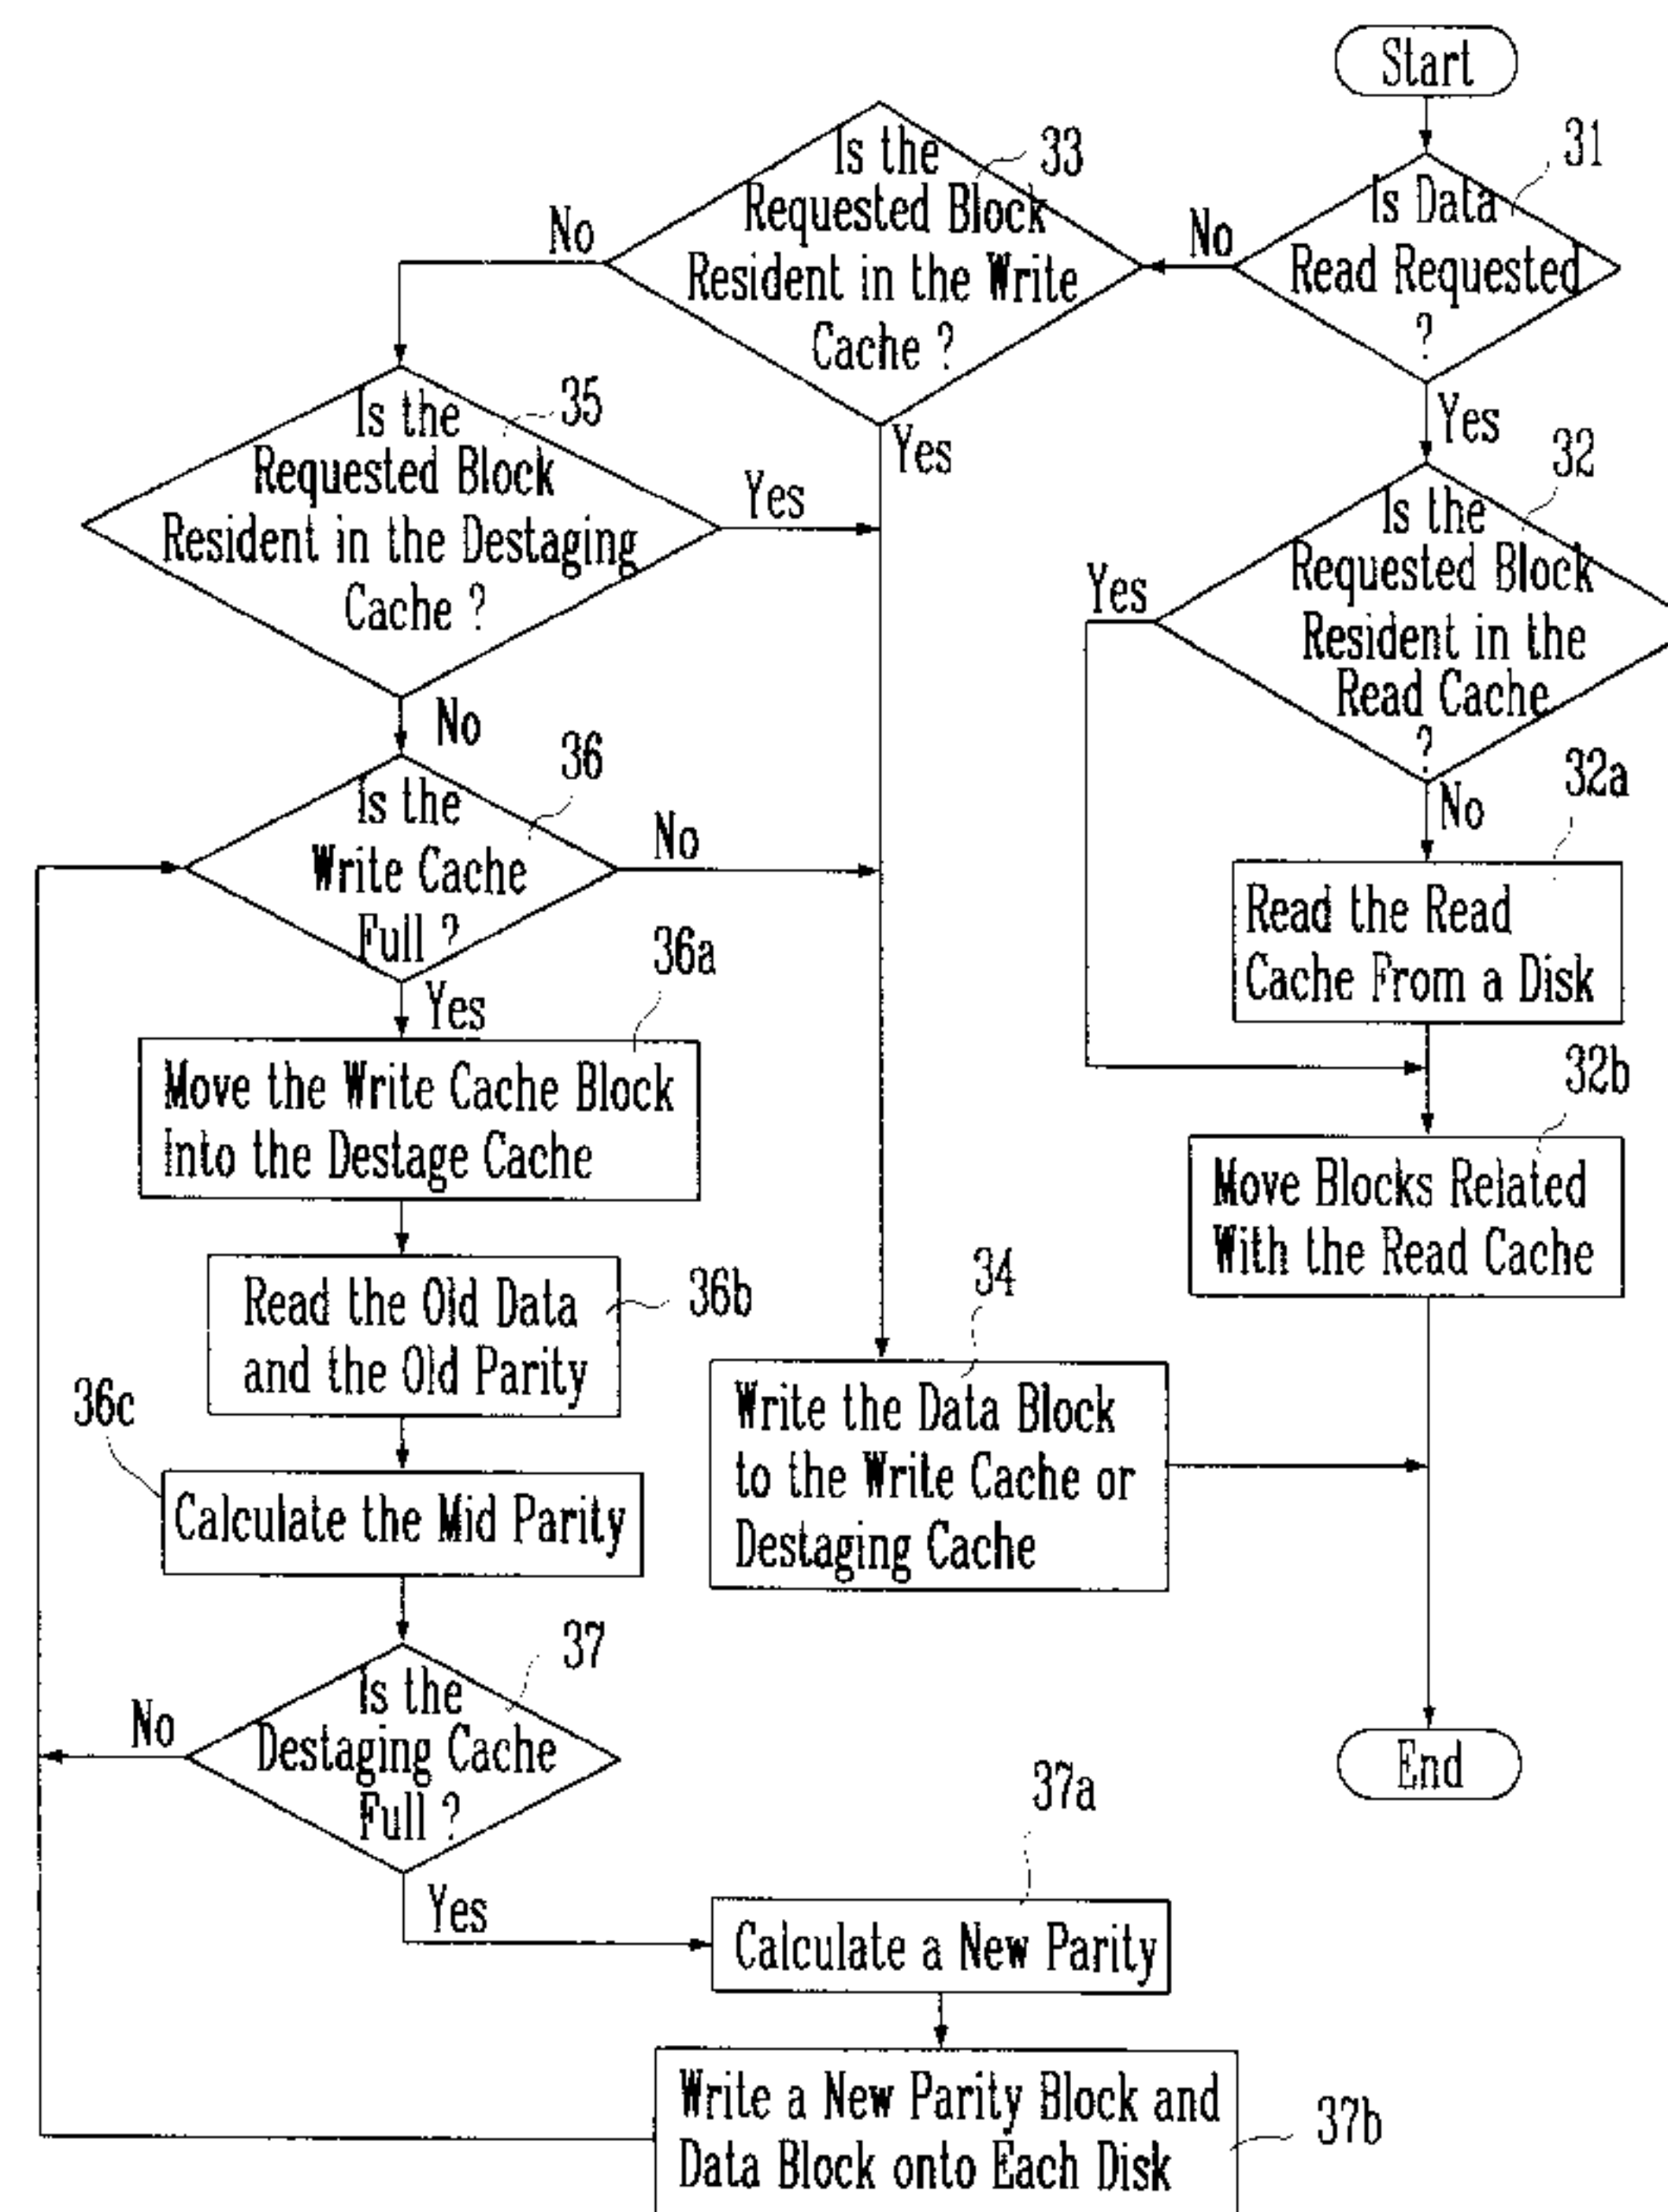 Start
31
Is Data
Read Requested
?
No
Yes
33
Is the
Requested Block
Resident in the Write
Cache ?
No
Yes
32
Is the
Requested Block
Resident in the
Read Cache
?
Yes
No
32a
Read the Read
Cache From a Disk
32b
Move Blocks Related
With the Read Cache
35
Is the
Requested Block
Resident in the Destaging
Cache ?
Yes
No
36
Is the
Write Cache
Full ?
No
Yes
36a
Move the Write Cache Block
Into the Destage Cache
36b
Read the Old Data
and the Old Parity
36c
Calculate the Mid Parity
34
Write the Data Block
to the Write Cache or
Destaging Cache
37
Is the
Destaging Cache
Full ?
No
Yes
37a
Calculate a New Parity
37b
Write a New Parity Block and
Data Block onto Each Disk
End